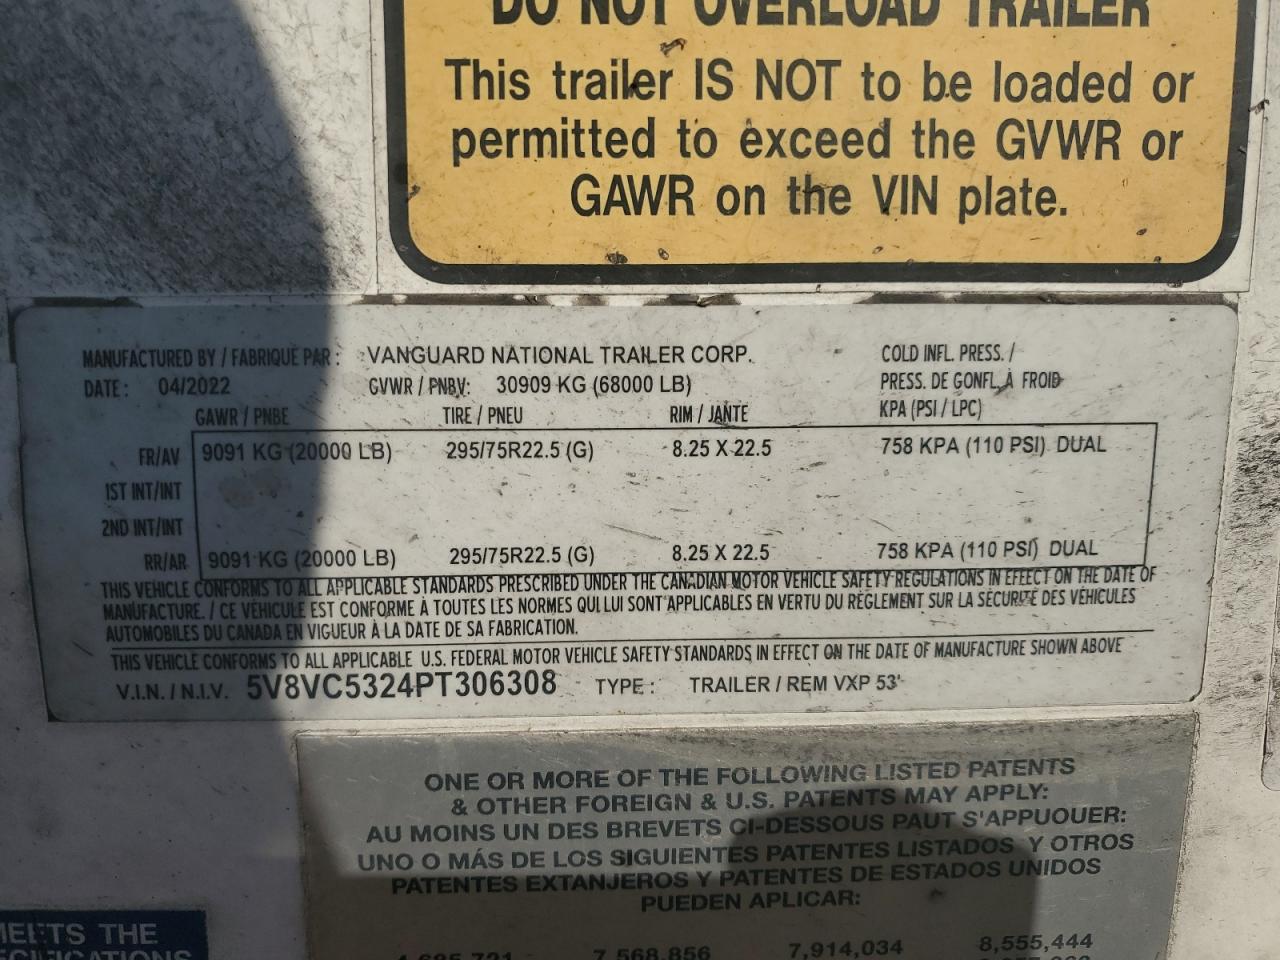 DO NOT OVERLOAD TRAILER
This trailer IS NOT to be loaded or
permitted to exceed the GVWR or
GAWR on the VIN plate.
MANUFACTURED BY / FABRIQUE PAR : VANGUARD NATIONAL TRAILER CORP. COLD INFL. PRESS. /
DATE : 04/2022 GVWR / PNBV: 30909 KG (68000 LB) PRESS. DE GONFL. À FROID
GAWR / PNBE TIRE / PNEU RIM / JANTE KPA (PSI / LPC)
FR/AV 9091 KG (20000 LB) 295/75R22.5 (G) 8.25 X 22.5 758 KPA (110 PSI) DUAL
1ST INT/INT
2ND INT/INT
RR/AR 9091 KG (20000 LB) 295/75R22.5 (G) 8.25 X 22.5 758 KPA (110 PSI) DUAL
THIS VEHICLE CONFORMS TO ALL APPLICABLE STANDARDS PRESCRIBED UNDER THE CANADIAN MOTOR VEHICLE SAFETY REGULATIONS IN EFFECT ON THE DATE OF
MANUFACTURE. / CE VÉHICULE EST CONFORME À TOUTES LES NORMES QUI LUI SONT APPLICABLES EN VERTU DU RÈGLEMENT SUR LA SÉCURITÉ DES VÉHICULES
AUTOMOBILES DU CANADA EN VIGUEUR À LA DATE DE SA FABRICATION.
THIS VEHICLE CONFORMS TO ALL APPLICABLE U.S. FEDERAL MOTOR VEHICLE SAFETY STANDARDS IN EFFECT ON THE DATE OF MANUFACTURE SHOWN ABOVE
V.I.N. / N.I.V. 5V8VC5324PT306308 TYPE : TRAILER / REM VXP 53'
ONE OR MORE OF THE FOLLOWING LISTED PATENTS
& OTHER FOREIGN & U.S. PATENTS MAY APPLY:
AU MOINS UN DES BREVETS CI-DESSOUS PAUT S'APPUOUER:
UNO O MÁS DE LOS SIGUIENTES PATENTES LISTADOS Y OTROS
PATENTES EXTANJEROS Y PATENTES DE ESTADOS UNIDOS
PUEDEN APLICAR:
7,568,856 7,914,034 8,555,444
MEETS THE